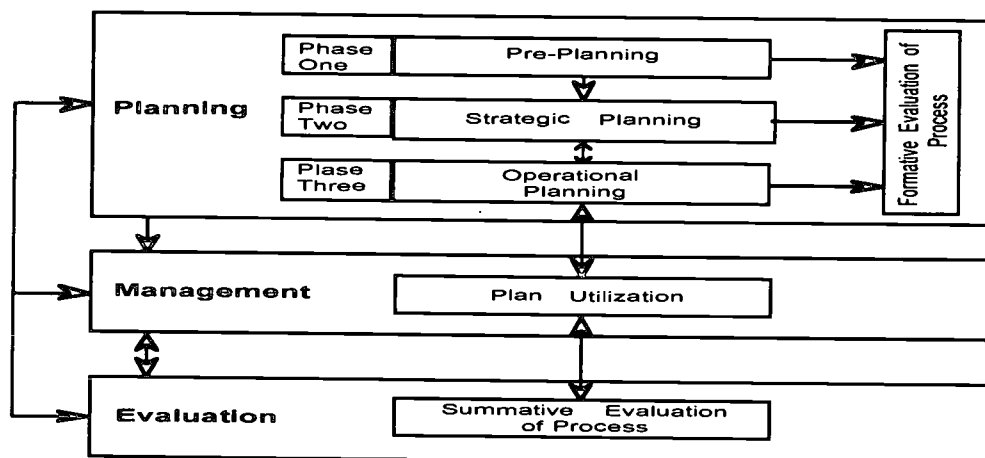 Phase
One
Pre-Planning
Planning
Phase
Two
Strategic Planning
Plase
Three
Operational
Planning
Formative Evaluation of
Process
Management
Plan Utilization
Evaluation
Summative Evaluation
of Process